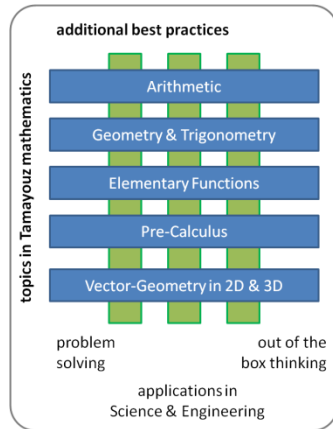 additional best practices
topics in Tamayouz mathematics
Arithmetic
Geometry & Trigonometry
Elementary Functions
Pre-Calculus
Vector-Geometry in 2D & 3D
problem
solving
out of the
box thinking
applications in
Science & Engineering